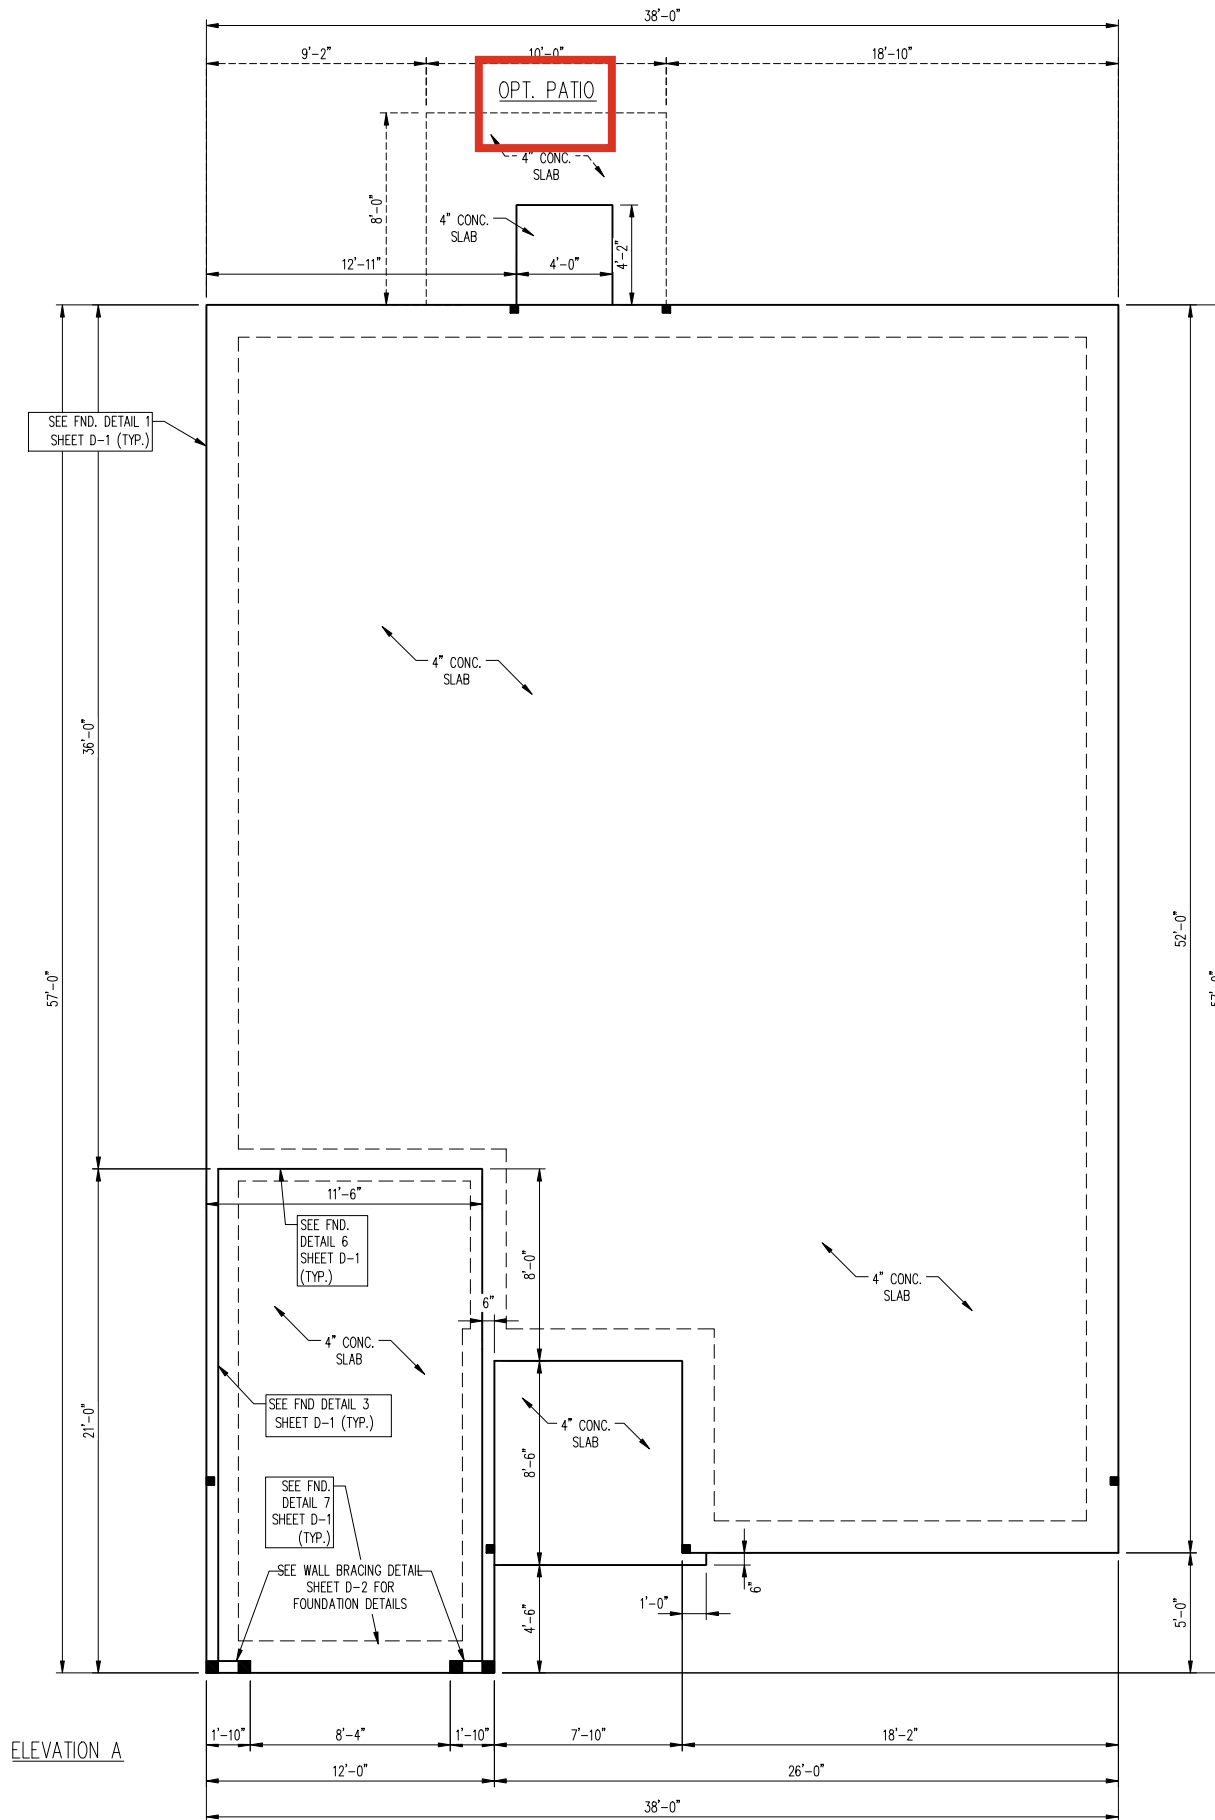 38'-0"
9'-2"
10'-0"
18'-10"
OPT. PATIO
4" CONC.
SLAB
8'-0"
4" CONC.
SLAB
4'-2"
12'-11"
4'-0"
SEE FND. DETAIL 1
SHEET D-1 (TYP.)
4" CONC.
SLAB
36'-0"
52'-0"
57'-0"
57'-0"
11'-6"
SEE FND.
DETAIL 6
SHEET D-1
(TYP.)
8'-0"
4" CONC.
SLAB
6"
4" CONC.
SLAB
SEE FND DETAIL 3
SHEET D-1 (TYP.)
21'-0"
4" CONC.
SLAB
8'-6"
SEE FND.
DETAIL 7
SHEET D-1
(TYP.)
SEE WALL BRACING DETAIL
SHEET D-2 FOR
FOUNDATION DETAILS
6"
1'-0"
4'-6"
5'-0"
1'-10"
8'-4"
1'-10"
7'-10"
18'-2"
ELEVATION A
12'-0"
26'-0"
38'-0"